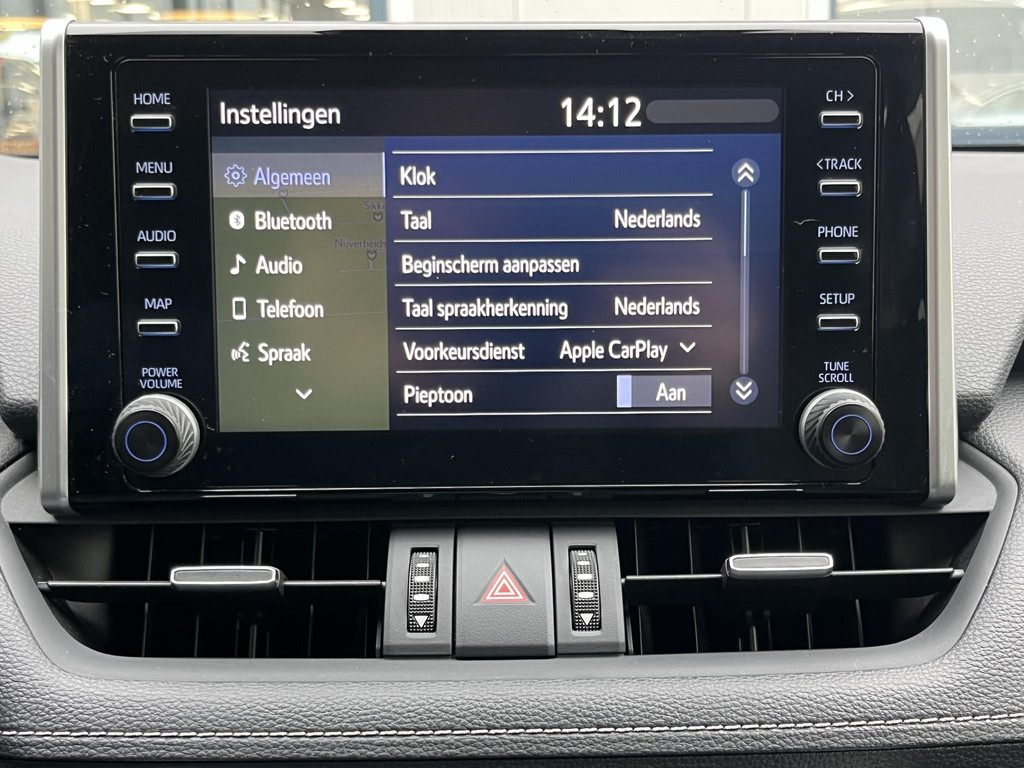 HOME
MENU
AUDIO
MAP
POWER
VOLUME
Instellingen
14:12
Algemeen
Bluetooth
Audio
Telefoon
Spraak
Klok
Taal Nederlands
Beginscherm aanpassen
Taal spraakherkenning Nederlands
Voorkeursdienst Apple CarPlay
Pieptoon Aan
CH >
<TRACK
PHONE
SETUP
TUNE
SCROLL